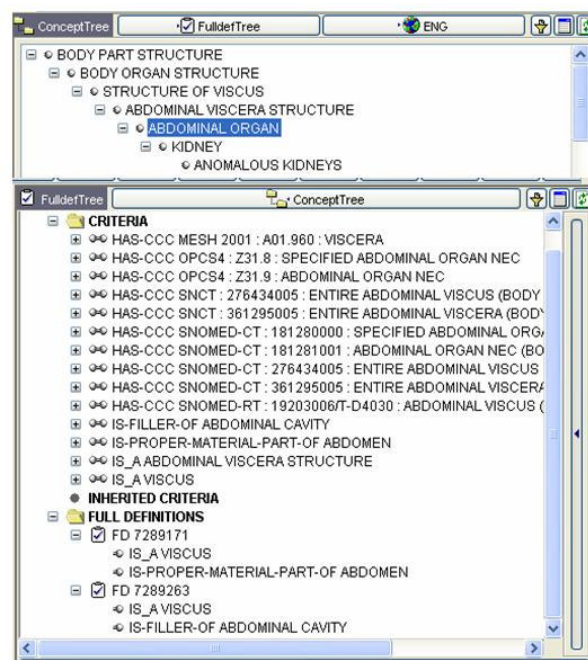 ConceptTree FulldefTree ENG
BODY PART STRUCTURE
BODY ORGAN STRUCTURE
STRUCTURE OF VISCUS
ABDOMINAL VISCERA STRUCTURE
ABDOMINAL ORGAN
KIDNEY
ANOMALOUS KIDNEYS
FulldefTree ConceptTree
CRITERIA
HAS-CCC MESH 2001 : A01.960 : VISCERA
HAS-CCC OPCS4 : Z31.8 : SPECIFIED ABDOMINAL ORGAN NEC
HAS-CCC OPCS4 : Z31.9 : ABDOMINAL ORGAN NEC
HAS-CCC SNCT : 276434005 : ENTIRE ABDOMINAL VISCUS (BODY
HAS-CCC SNCT : 361295005 : ENTIRE ABDOMINAL VISCERA (BODY
HAS-CCC SNOMED-CT : 181280000 : SPECIFIED ABDOMINAL ORGA
HAS-CCC SNOMED-CT : 181281001 : ABDOMINAL ORGAN NEC (BO
HAS-CCC SNOMED-CT : 276434005 : ENTIRE ABDOMINAL VISCUS
HAS-CCC SNOMED-CT : 361295005 : ENTIRE ABDOMINAL VISCERA
HAS-CCC SNOMED-RT : 19203006/T-D4030 : ABDOMINAL VISCUS (
IS-FILLER-OF ABDOMINAL CAVITY
IS-PROPER-MATERIAL-PART-OF ABDOMEN
IS_A ABDOMINAL VISCERA STRUCTURE
IS_A VISCUS
INHERITED CRITERIA
FULL DEFINITIONS
FD 7289171
IS_A VISCUS
IS-PROPER-MATERIAL-PART-OF ABDOMEN
FD 7289263
IS_A VISCUS
IS-FILLER-OF ABDOMINAL CAVITY